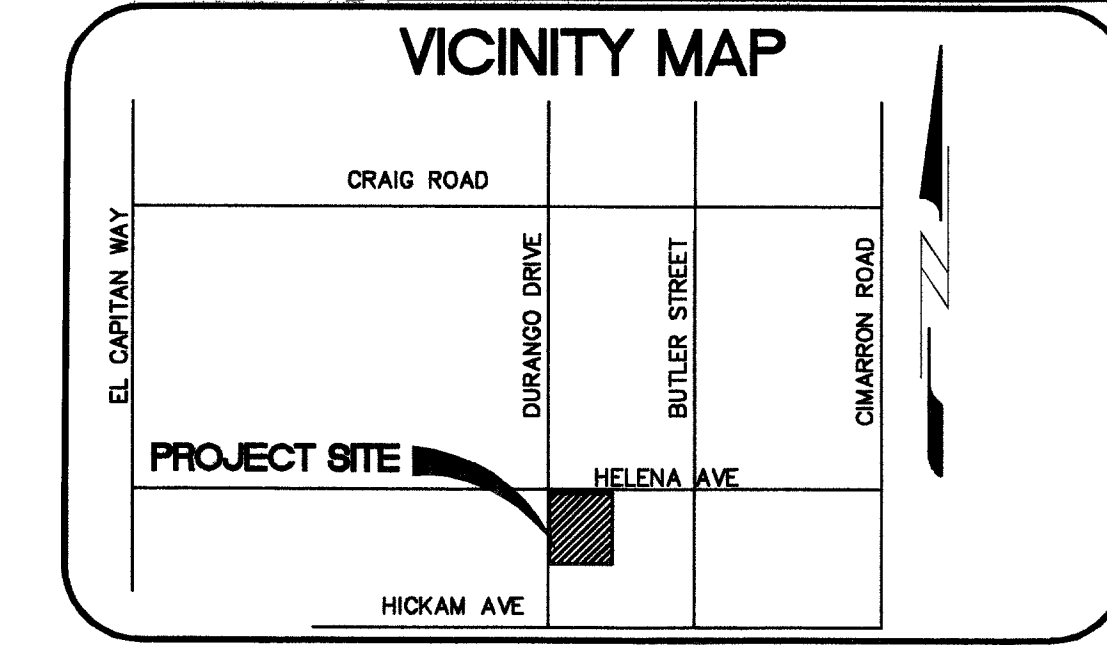 VICINITY MAP
CRAIG ROAD
EL CAPITAN WAY
DURANGO DRIVE
BUTLER STREET
CIMARRON ROAD
PROJECT SITE
HELENA AVE
HICKAM AVE
N